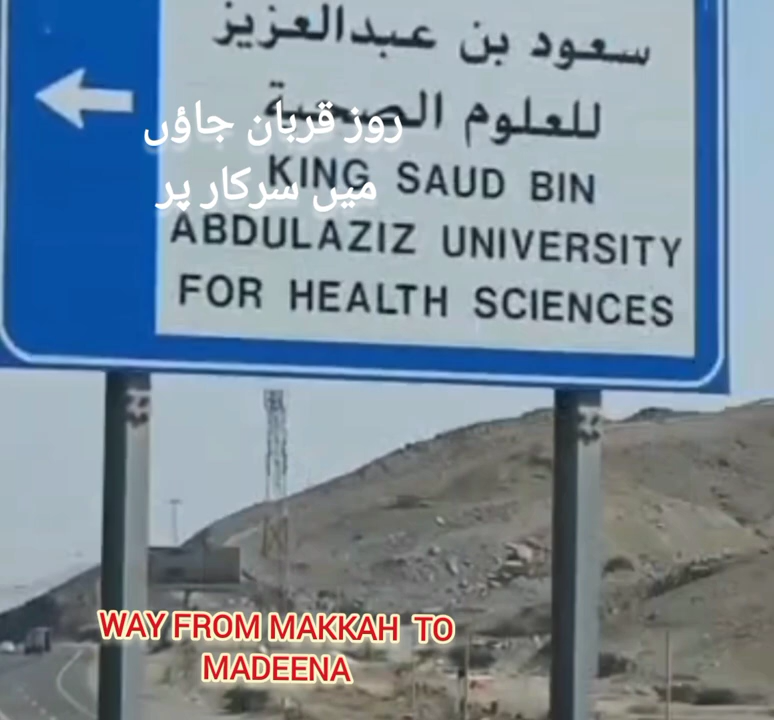 سعود بن عبدالعزيز
للعلوم الصحية
روز قربان جاؤں
میں سرکار پر
KING SAUD BIN
ABDULAZIZ UNIVERSITY
FOR HEALTH SCIENCES
WAY FROM MAKKAH TO
MADEENA